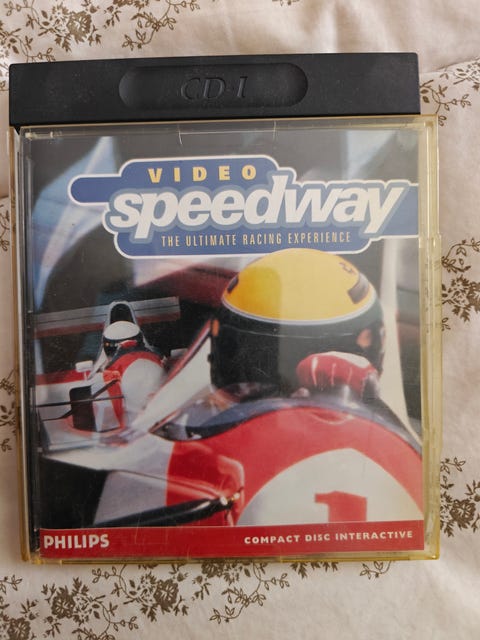 CD-I
VIDEO
speedway
THE ULTIMATE RACING EXPERIENCE
1
PHILIPS
COMPACT DISC INTERACTIVE